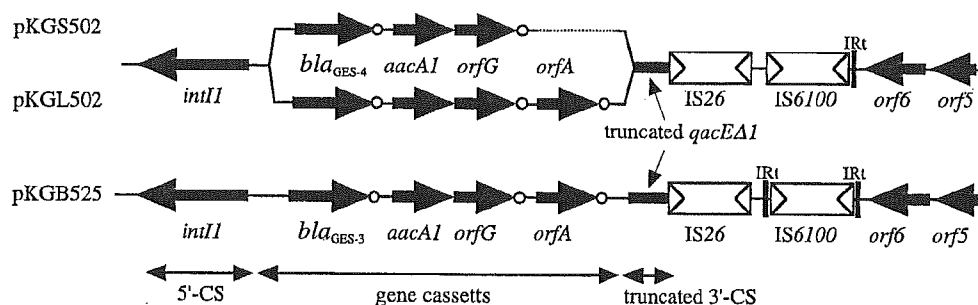 pKGS502
blaGES-4 aacA1 orfG orfA
IRt
intI1
IS26 IS6100 orf6 orf5
pKGL502
truncated qacEΔ1
pKGB525
IRt IRt
intI1 blaGES-3 aacA1 orfG orfA IS26 IS6100 orf6 orf5
5'-CS gene cassetts truncated 3'-CS